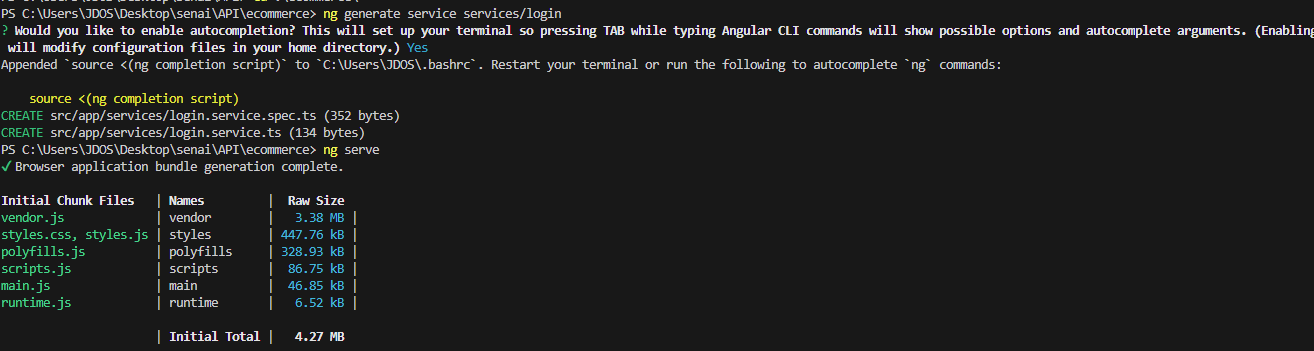 PS C:\Users\JDOS\Desktop\senai\API\ecommerce> ng generate service services/login
? Would you like to enable autocompletion? This will set up your terminal so pressing TAB while typing Angular CLI commands will show possible options and autocomplete arguments. (Enabling
will modify configuration files in your home directory.) Yes
Appended `source <(ng completion script)` to `C:\Users\JDOS\.bashrc`. Restart your terminal or run the following to autocomplete `ng` commands:
source <(ng completion script)
CREATE src/app/services/login.service.spec.ts (352 bytes)
CREATE src/app/services/login.service.ts (134 bytes)
PS C:\Users\JDOS\Desktop\senai\API\ecommerce> ng serve
✓ Browser application bundle generation complete.
Initial Chunk Files | Names | Raw Size
vendor.js | vendor | 3.38 MB |
styles.css, styles.js | styles | 447.76 kB |
polyfills.js | polyfills | 328.93 kB |
scripts.js | scripts | 86.75 kB |
main.js | main | 46.85 kB |
runtime.js | runtime | 6.52 kB |
| Initial Total | 4.27 MB